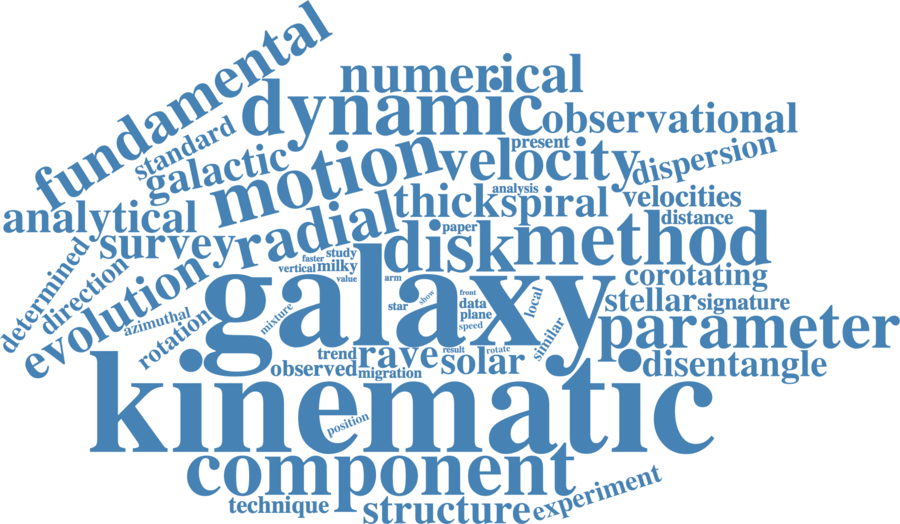 fundamental
numerical
dynamic
observational
standard
present
galactic
motion
velocity
dispersion
analysis
analytical
thick
spiral
velocities
distance
survey
radial
paper
disk
method
determined
direction
faster
study
vertical
milky
value
arm
corotating
evolution
galaxy
azimuthal
rotation
mixture
star
show
front
data
plane
speed
local
similar
stellar
signature
parameter
trend
rave
result
rotate
observed
migration
solar
disentangle
kinematic
position
component
technique
structure
experiment